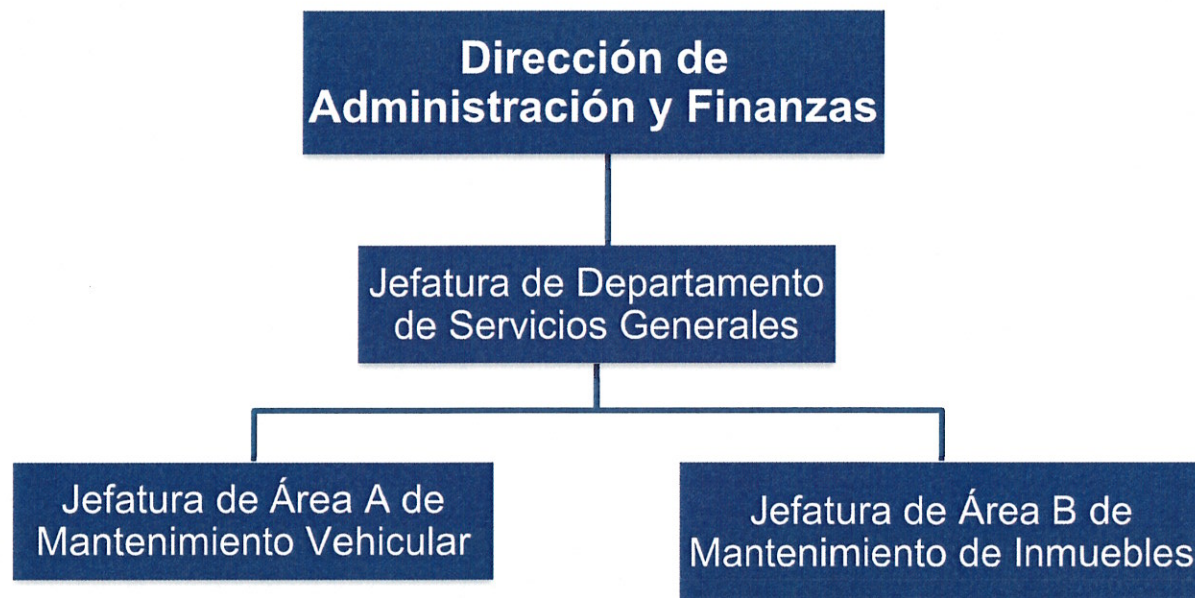 Dirección de
Administración y Finanzas
Jefatura de Departamento
de Servicios Generales
Jefatura de Área A de
Mantenimiento Vehicular
Jefatura de Área B de
Mantenimiento de Inmuebles